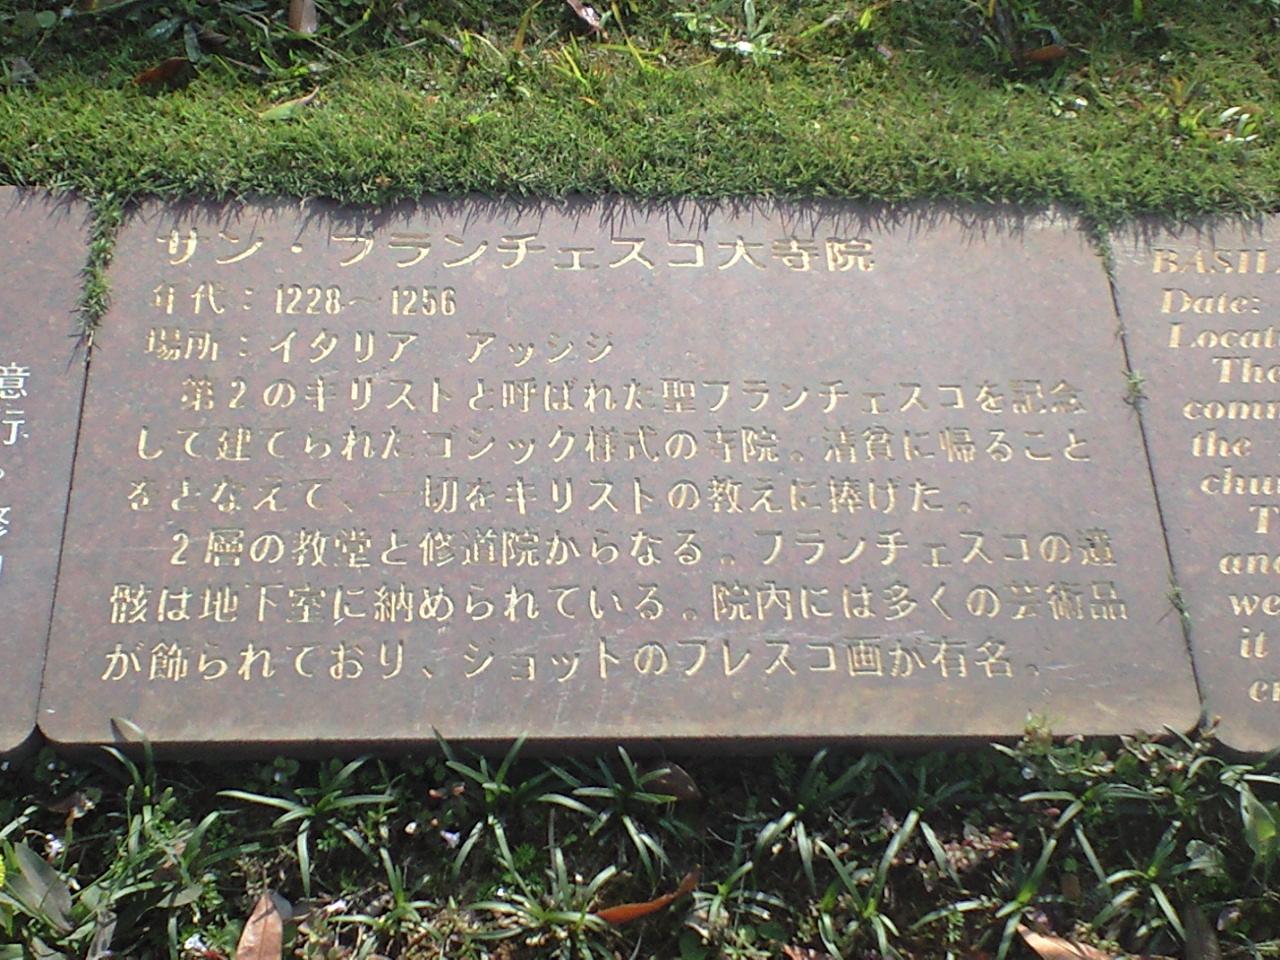 サン・フランチェスコ大寺院
年代：1228～1256
場所：イタリア　アッシジ
第2のキリストと呼ばれた聖フランチェスコを記念
して建てられたゴシック様式の寺院。清貧に帰ること
をとなえて、一切をキリストの教えに捧げた。
2層の教堂と修道院からなる。フランチェスコの遺
骸は地下室に納められている。院内には多くの芸術品
が飾られており、ジョットのフレスコ画が有名。
Date:
The
the
T
it